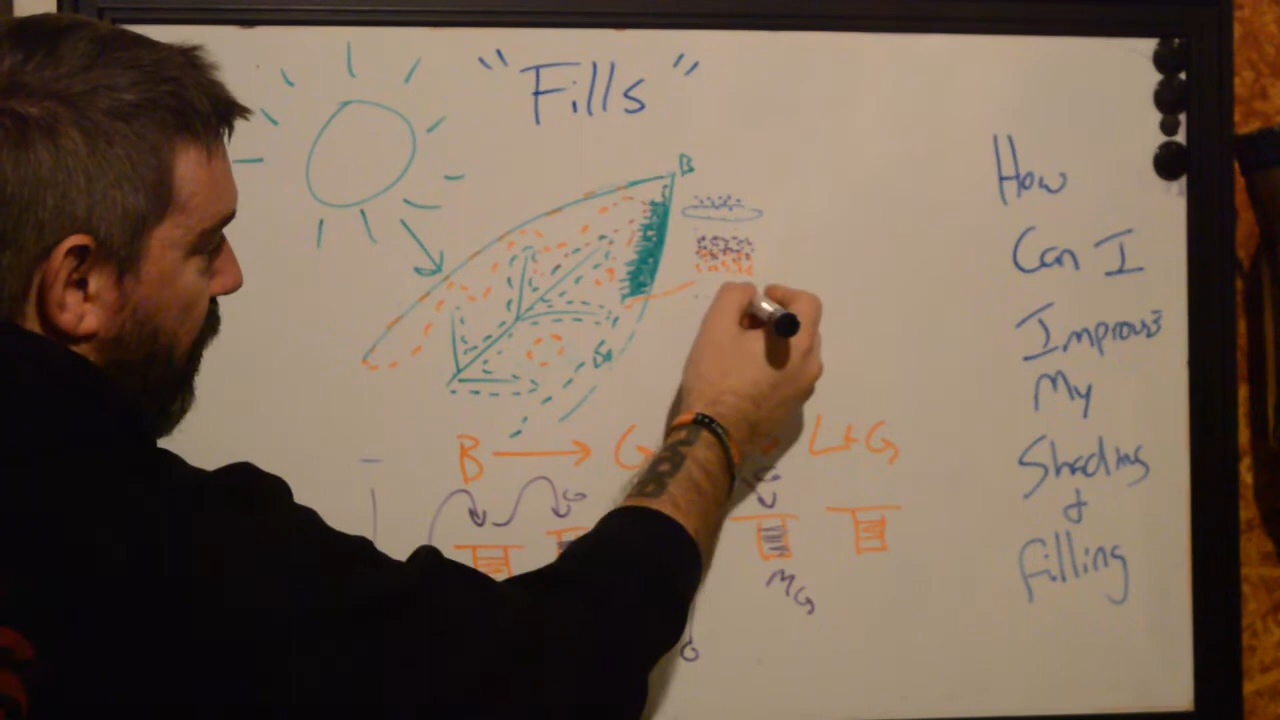 "Fills"
B
B → G
L+G
G
G
MG
G
How
Can I
Improve
My
Shading
&
Filling